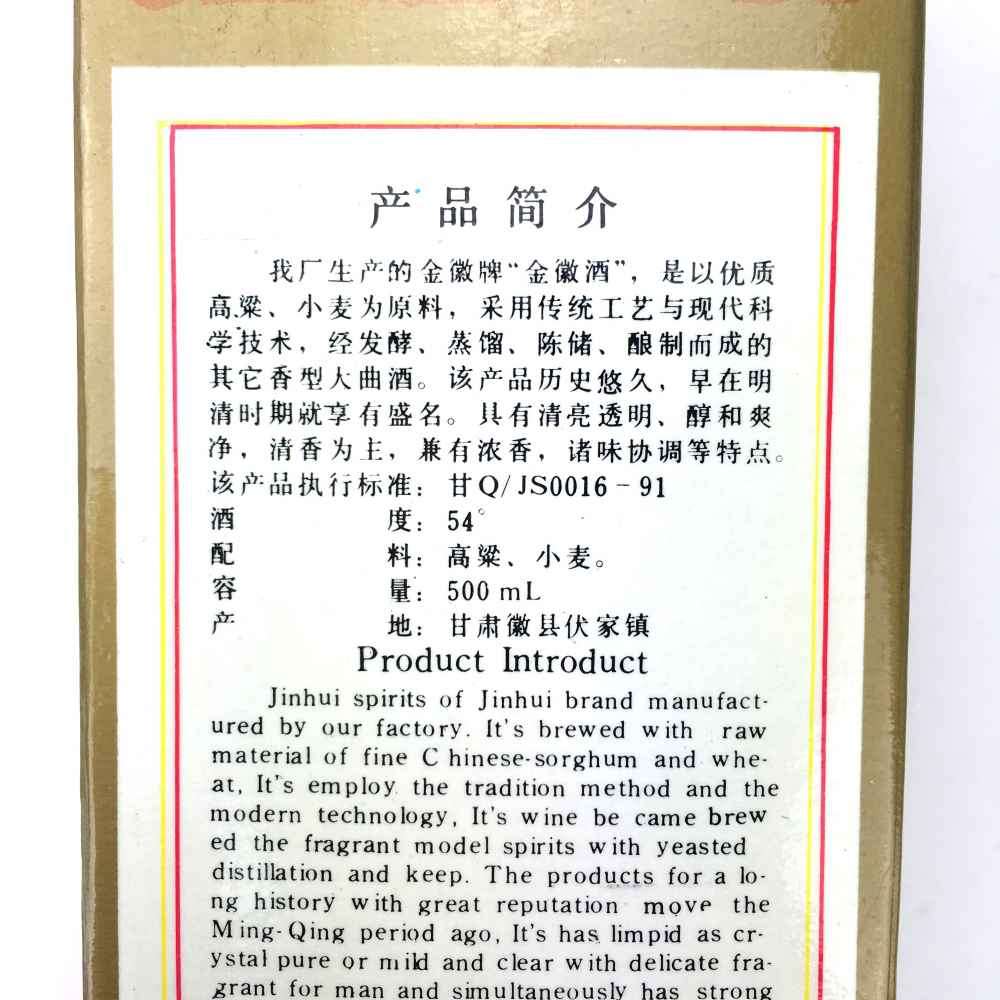 产品简介
我厂生产的金徽牌“金徽酒”，是以优质
高粱、小麦为原料，采用传统工艺与现代科
学技术，经发酵、蒸馏、陈储、酿制而成的
其它香型大曲酒。该产品历史悠久，早在明
清时期就享有盛名。具有清亮透明、醇和爽
净，清香为主，兼有浓香，诸味协调等特点。
该产品执行标准：甘Q/JS0016-91
酒度：54°
配料：高粱、小麦。
容量：500 mL
产地：甘肃徽县伏家镇
Product Introduct
Jinhui spirits of Jinhui brand manufact-
ured by our factory. It's brewed with raw
material of fine C hinese-sorghum and whe-
at, It's employ the tradition method and the
modern technology, It's wine be came brew
ed the fragrant model spirits with yeasted
distillation and keep. The products for a lo-
ng history with great reputation move the
Ming-Qing period ago, It's has limpid as cr-
ystal pure or mild and clear with delicate fra-
grant for man and simultaneously has strong